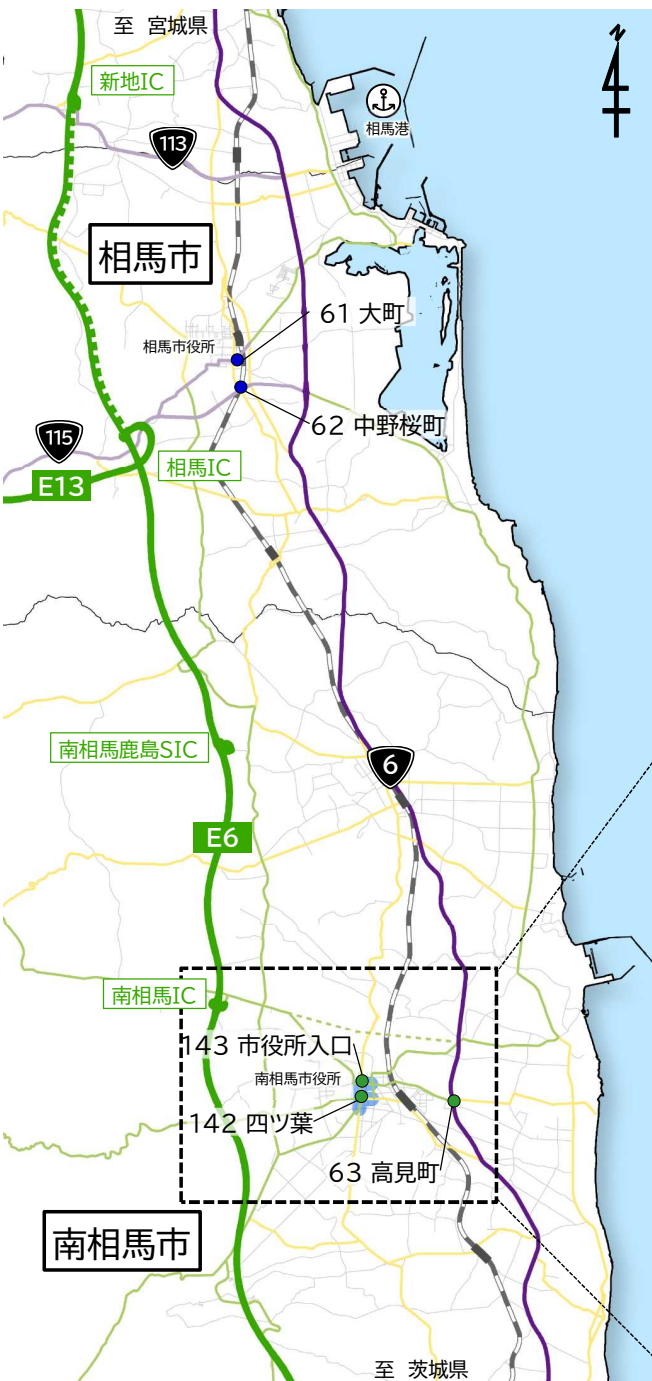 至 宮城県
N
新地IC
相馬港
113
相馬市
61 大町
相馬市役所
62 中野桜町
115
相馬IC
E13
南相馬鹿島SIC
6
E6
南相馬IC
143 市役所入口
南相馬市役所
142 四ツ葉
63 高見町
南相馬市
至 茨城県